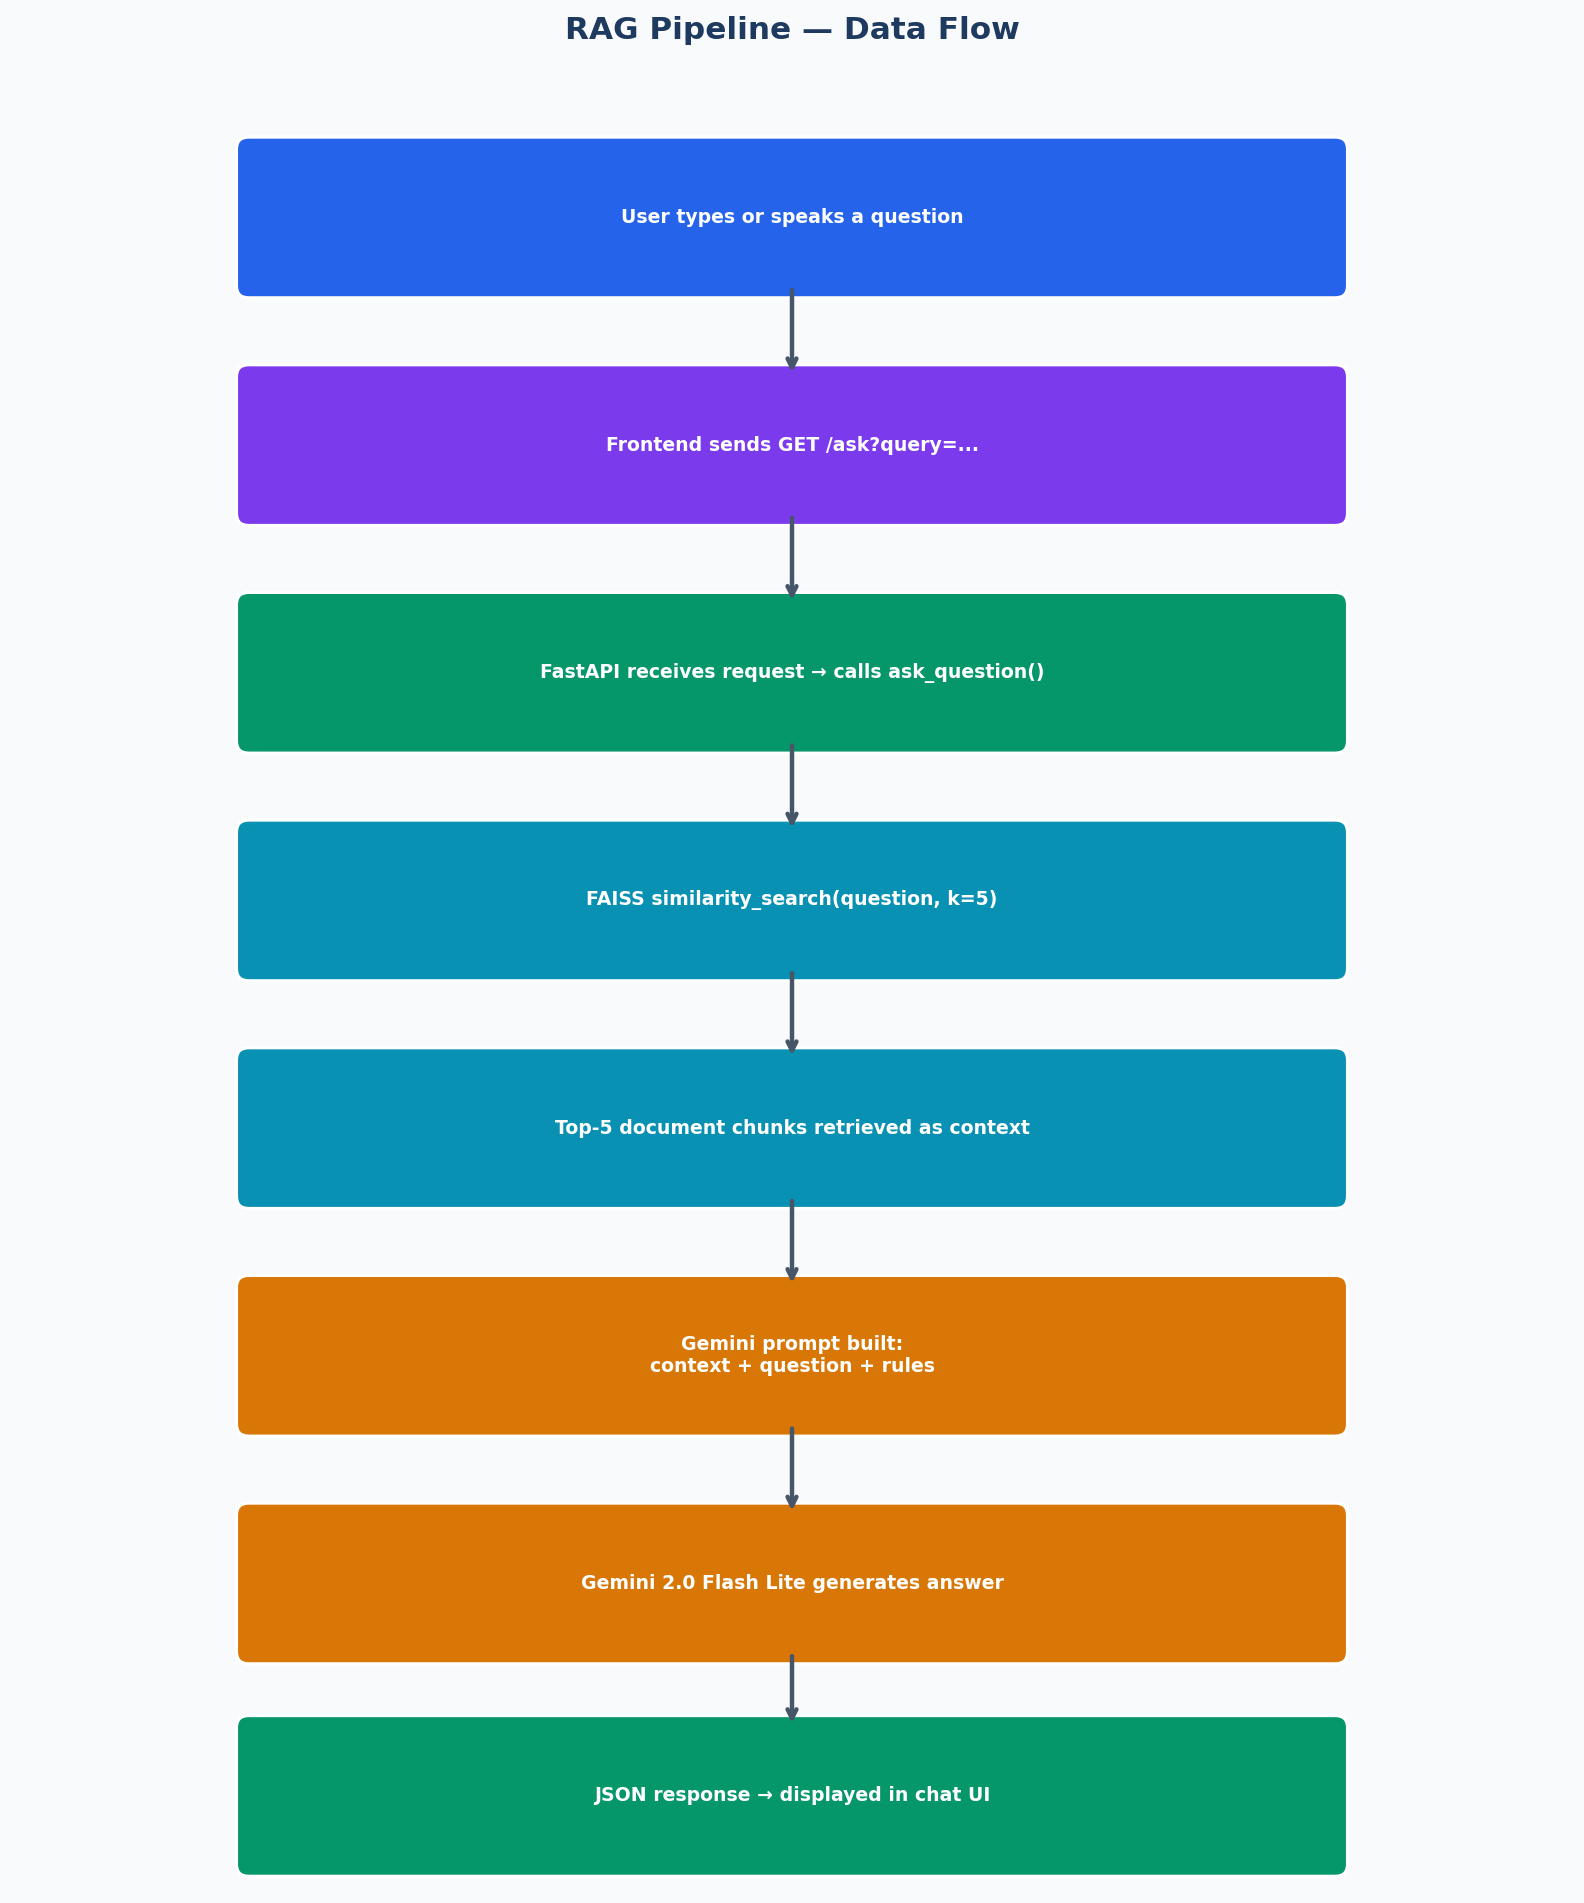 RAG Pipeline — Data Flow
User types or speaks a question
Frontend sends GET /ask?query=...
FastAPI receives request → calls ask_question()
FAISS similarity_search(question, k=5)
Top-5 document chunks retrieved as context
Gemini prompt built:
context + question + rules
Gemini 2.0 Flash Lite generates answer
JSON response → displayed in chat UI